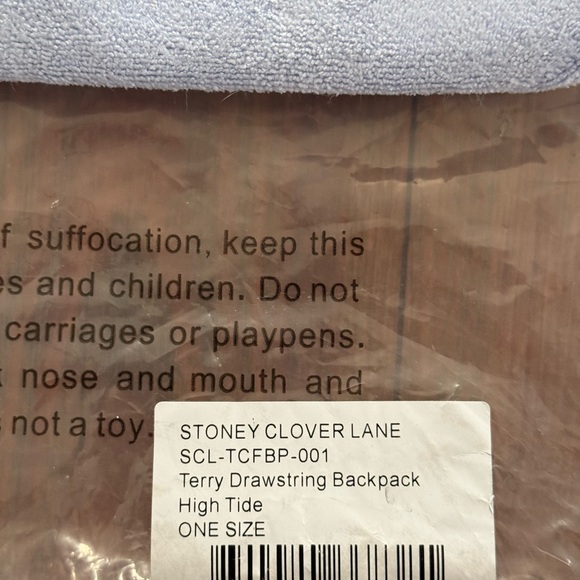 suffocation, keep this
and children. Do not
carriages or playpens.
nose and mouth and
not a toy.
STONEY CLOVER LANE
SCL-TCFBP-001
Terry Drawstring Backpack
High Tide
ONE SIZE